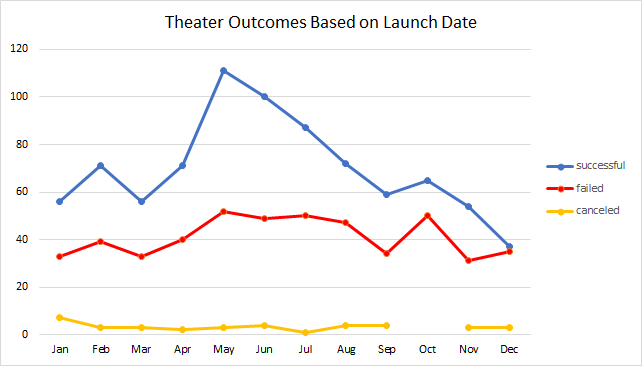 Theater Outcomes Based on Launch Date
120
100
80
60
40
20
0
successful
failed
canceled
Jan Feb Mar Apr May Jun Jul Aug Sep Oct Nov Dec